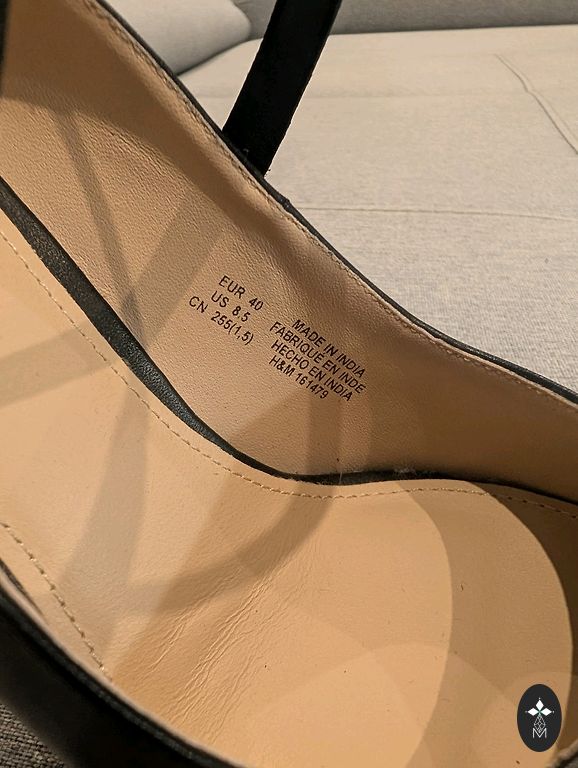 EUR 40
US 8.5
CN 255(1.5)
MADE IN INDIA
FABRIQUE EN INDE
HECHO EN INDIA
H&M 161479
M